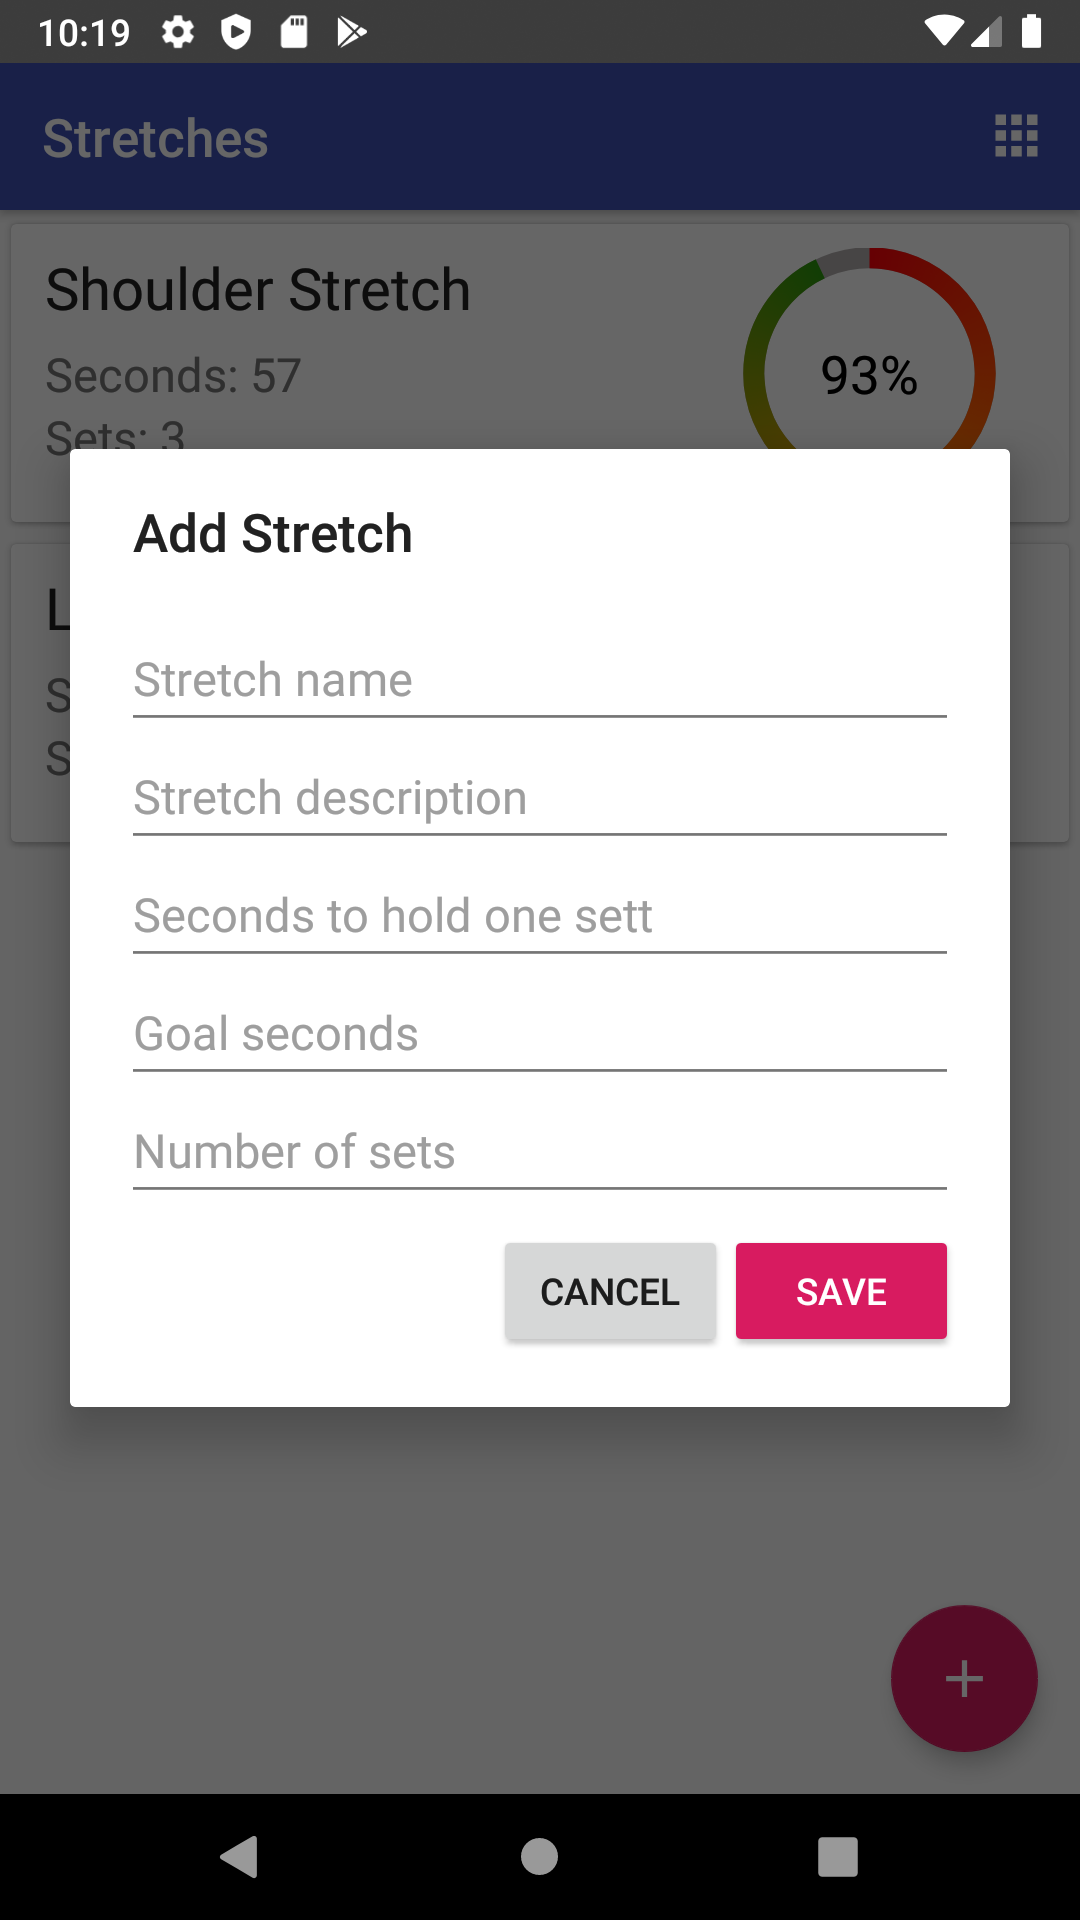 10:19
Stretches
Shoulder Stretch
Seconds: 57
Sets: 3
93%
L
S
S
Add Stretch
Stretch name
Stretch description
Seconds to hold one sett
Goal seconds
Number of sets
CANCEL
SAVE